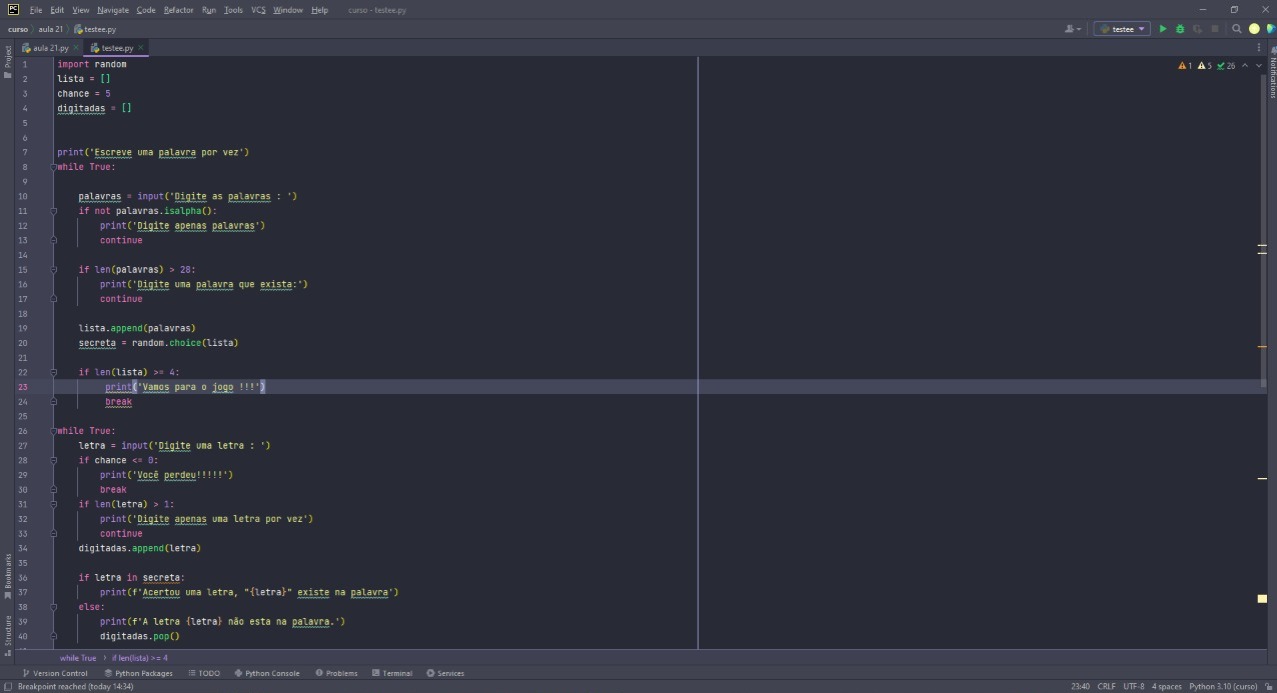 PC File Edit View Navigate Code Refactor Run Tools VCS Window Help curso - testee.py
curso aula 21 testee.py testee
Project aula 21.py testee.py
1 import random 1 5 26
2 lista = []
3 chance = 5
4 digitadas = []
5
6
7 print('Escreve uma palavra por vez')
8 while True:
9
10 palavras = input('Digite as palavras : ')
11 if not palavras.isalpha():
12 print('Digite apenas palavras')
13 continue
14
15 if len(palavras) > 28:
16 print('Digite uma palavra que exista:')
17 continue
18
19 lista.append(palavras)
20 secreta = random.choice(lista)
21
22 if len(lista) >= 4:
23 print('Vamos para o jogo !!!')
24 break
25
26 while True:
27 letra = input('Digite uma letra : ')
28 if chance <= 0:
29 print('Você perdeu!!!!!')
30 break
31 if len(letra) > 1:
32 print('Digite apenas uma letra por vez')
33 continue
34 digitadas.append(letra)
35
36 if letra in secreta:
37 print(f'Acertou uma letra, "{letra}" existe na palavra')
38 else:
39 print(f'A letra {letra} não esta na palavra.')
40 digitadas.pop()
Notifications
Bookmarks
Structure
while True if len(lista) >= 4
Version Control Python Packages TODO Python Console Problems Terminal Services
Breakpoint reached (today 14:34) 23:40 CRLF UTF-8 4 spaces Python 3.10 (curso)